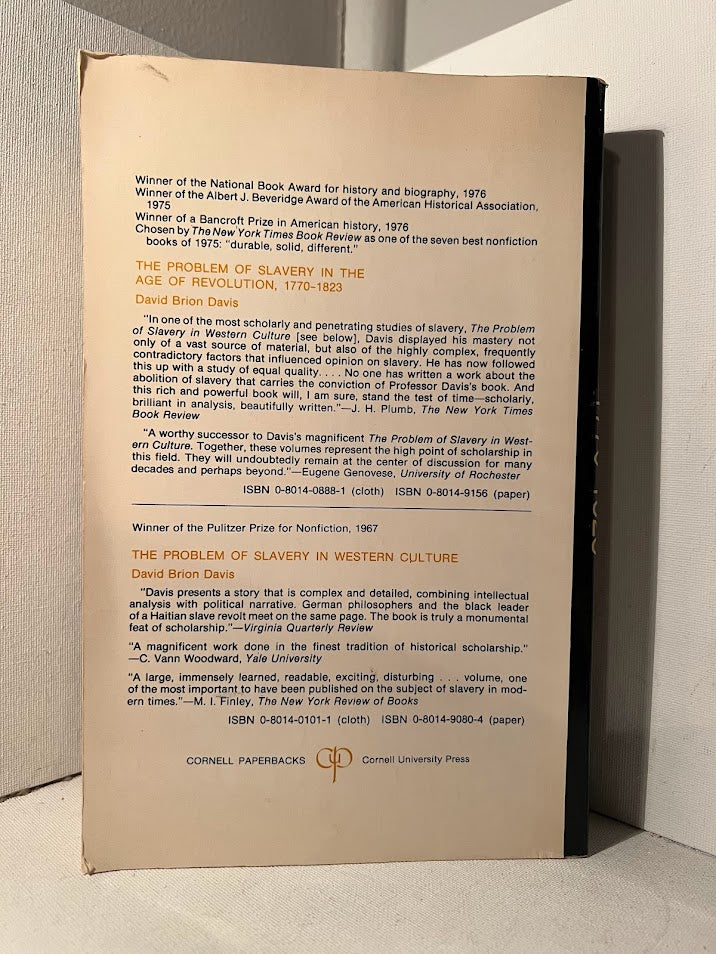 Winner of the National Book Award for history and biography, 1976
Winner of the Albert J. Beveridge Award of the American Historical Association,
1975
Winner of a Bancroft Prize in American history, 1976
Chosen by The New York Times Book Review as one of the seven best nonfiction
books of 1975: "durable, solid, different."
THE PROBLEM OF SLAVERY IN THE
AGE OF REVOLUTION, 1770-1823
David Brion Davis
"In one of the most scholarly and penetrating studies of slavery, The Problem
of Slavery in Western Culture [see below], Davis displayed his mastery not
only of a vast source of material, but also of the highly complex, frequently
contradictory factors that influenced opinion on slavery. He has now followed
this up with a study of equal quality. . . . No one has written a work about the
abolition of slavery that carries the conviction of Professor Davis's book. And
this rich and powerful book will, I am sure, stand the test of time—scholarly,
brilliant in analysis, beautifully written."—J. H. Plumb, The New York Times
Book Review
"A worthy successor to Davis's magnificent The Problem of Slavery in West-
ern Culture. Together, these volumes represent the high point of scholarship in
this field. They will undoubtedly remain at the center of discussion for many
decades and perhaps beyond."—Eugene Genovese, University of Rochester
ISBN 0-8014-0888-1 (cloth) ISBN 0-8014-9156 (paper)
Winner of the Pulitzer Prize for Nonfiction, 1967
THE PROBLEM OF SLAVERY IN WESTERN CULTURE
David Brion Davis
"Davis presents a story that is complex and detailed, combining intellectual
analysis with political narrative. German philosophers and the black leader
of a Haitian slave revolt meet on the same page. The book is truly a monumental
feat of scholarship."—Virginia Quarterly Review
"A magnificent work done in the finest tradition of historical scholarship."
—C. Vann Woodward, Yale University
"A large, immensely learned, readable, exciting, disturbing . . . volume, one
of the most important to have been published on the subject of slavery in mod-
ern times."—M. I. Finley, The New York Review of Books
ISBN 0-8014-0101-1 (cloth) ISBN 0-8014-9080-4 (paper)
CORNELL PAPERBACKS Cornell University Press